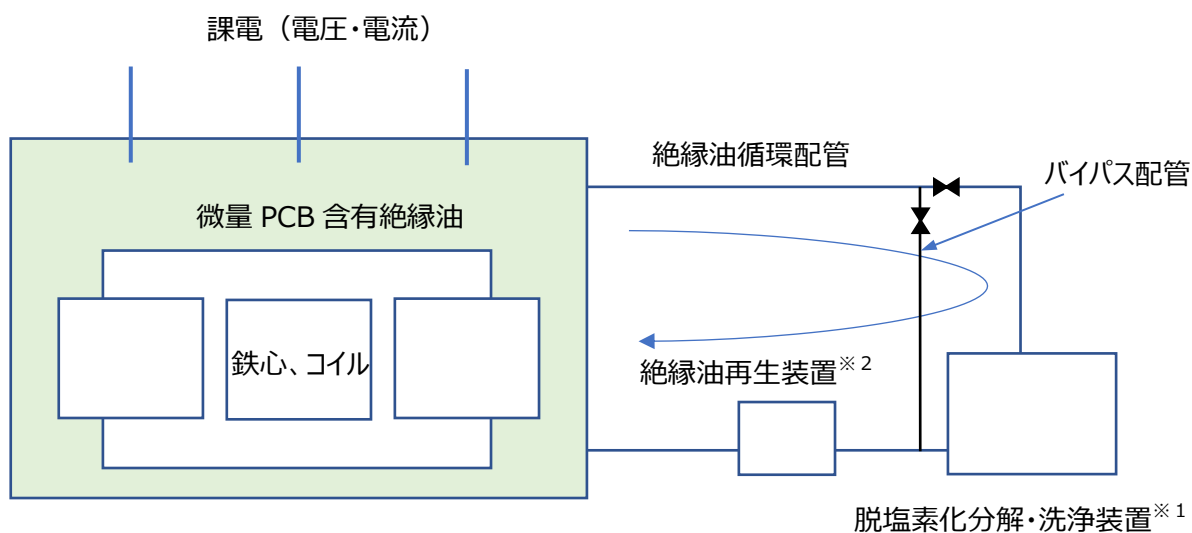 課電（電圧・電流）
絶縁油循環配管
バイパス配管
微量 PCB 含有絶縁油
鉄心、コイル
絶縁油再生装置※2
脱塩素化分解・洗浄装置※1